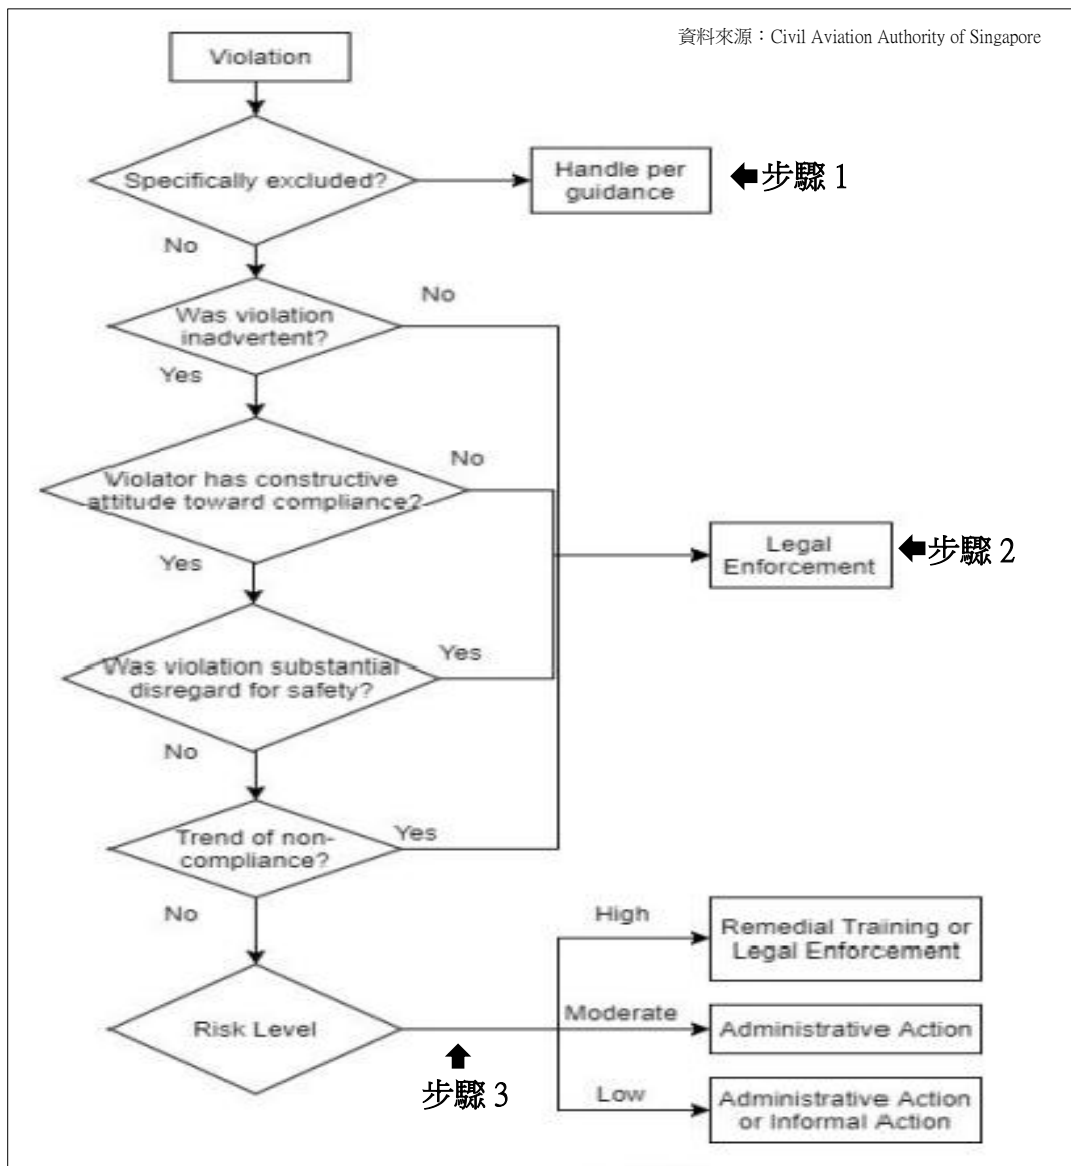 資料來源：Civil Aviation Authority of Singapore
Violation
Specifically excluded?
Handle per
guidance
步驟 1
No
Was violation
inadvertent?
No
Yes
Violator has constructive
attitude toward compliance?
No
Yes
Legal
Enforcement
步驟 2
Was violation substantial
disregard for safety?
Yes
No
Trend of non-
compliance?
Yes
No
Risk Level
步驟 3
High
Remedial Training or
Legal Enforcement
Moderate
Administrative Action
Low
Administrative Action
or Informal Action